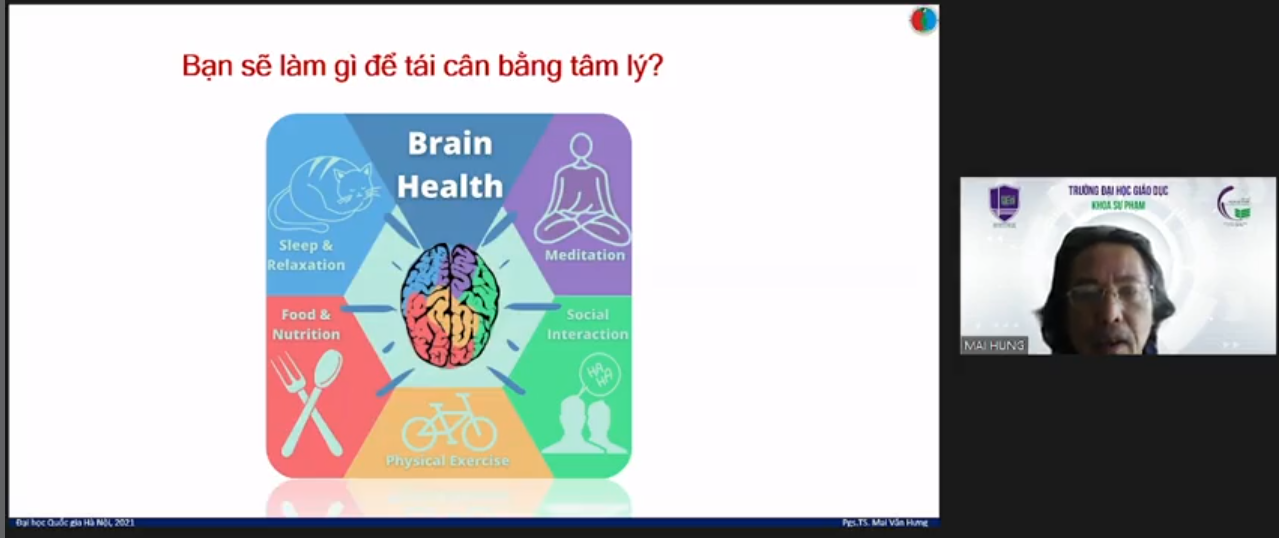 Bạn sẽ làm gì để tái cân bằng tâm lý?
Brain
Health
Sleep &
Relaxation
Meditation
Food &
Nutrition
Social
Interaction
HA
HA
Physical Exercise
Đại học Quốc gia Hà Nội, 2021
Pgs.TS. Mai Văn Hưng
TRƯỜNG ĐẠI HỌC GIÁO DỤC
KHOA SƯ PHẠM
MAI HUNG